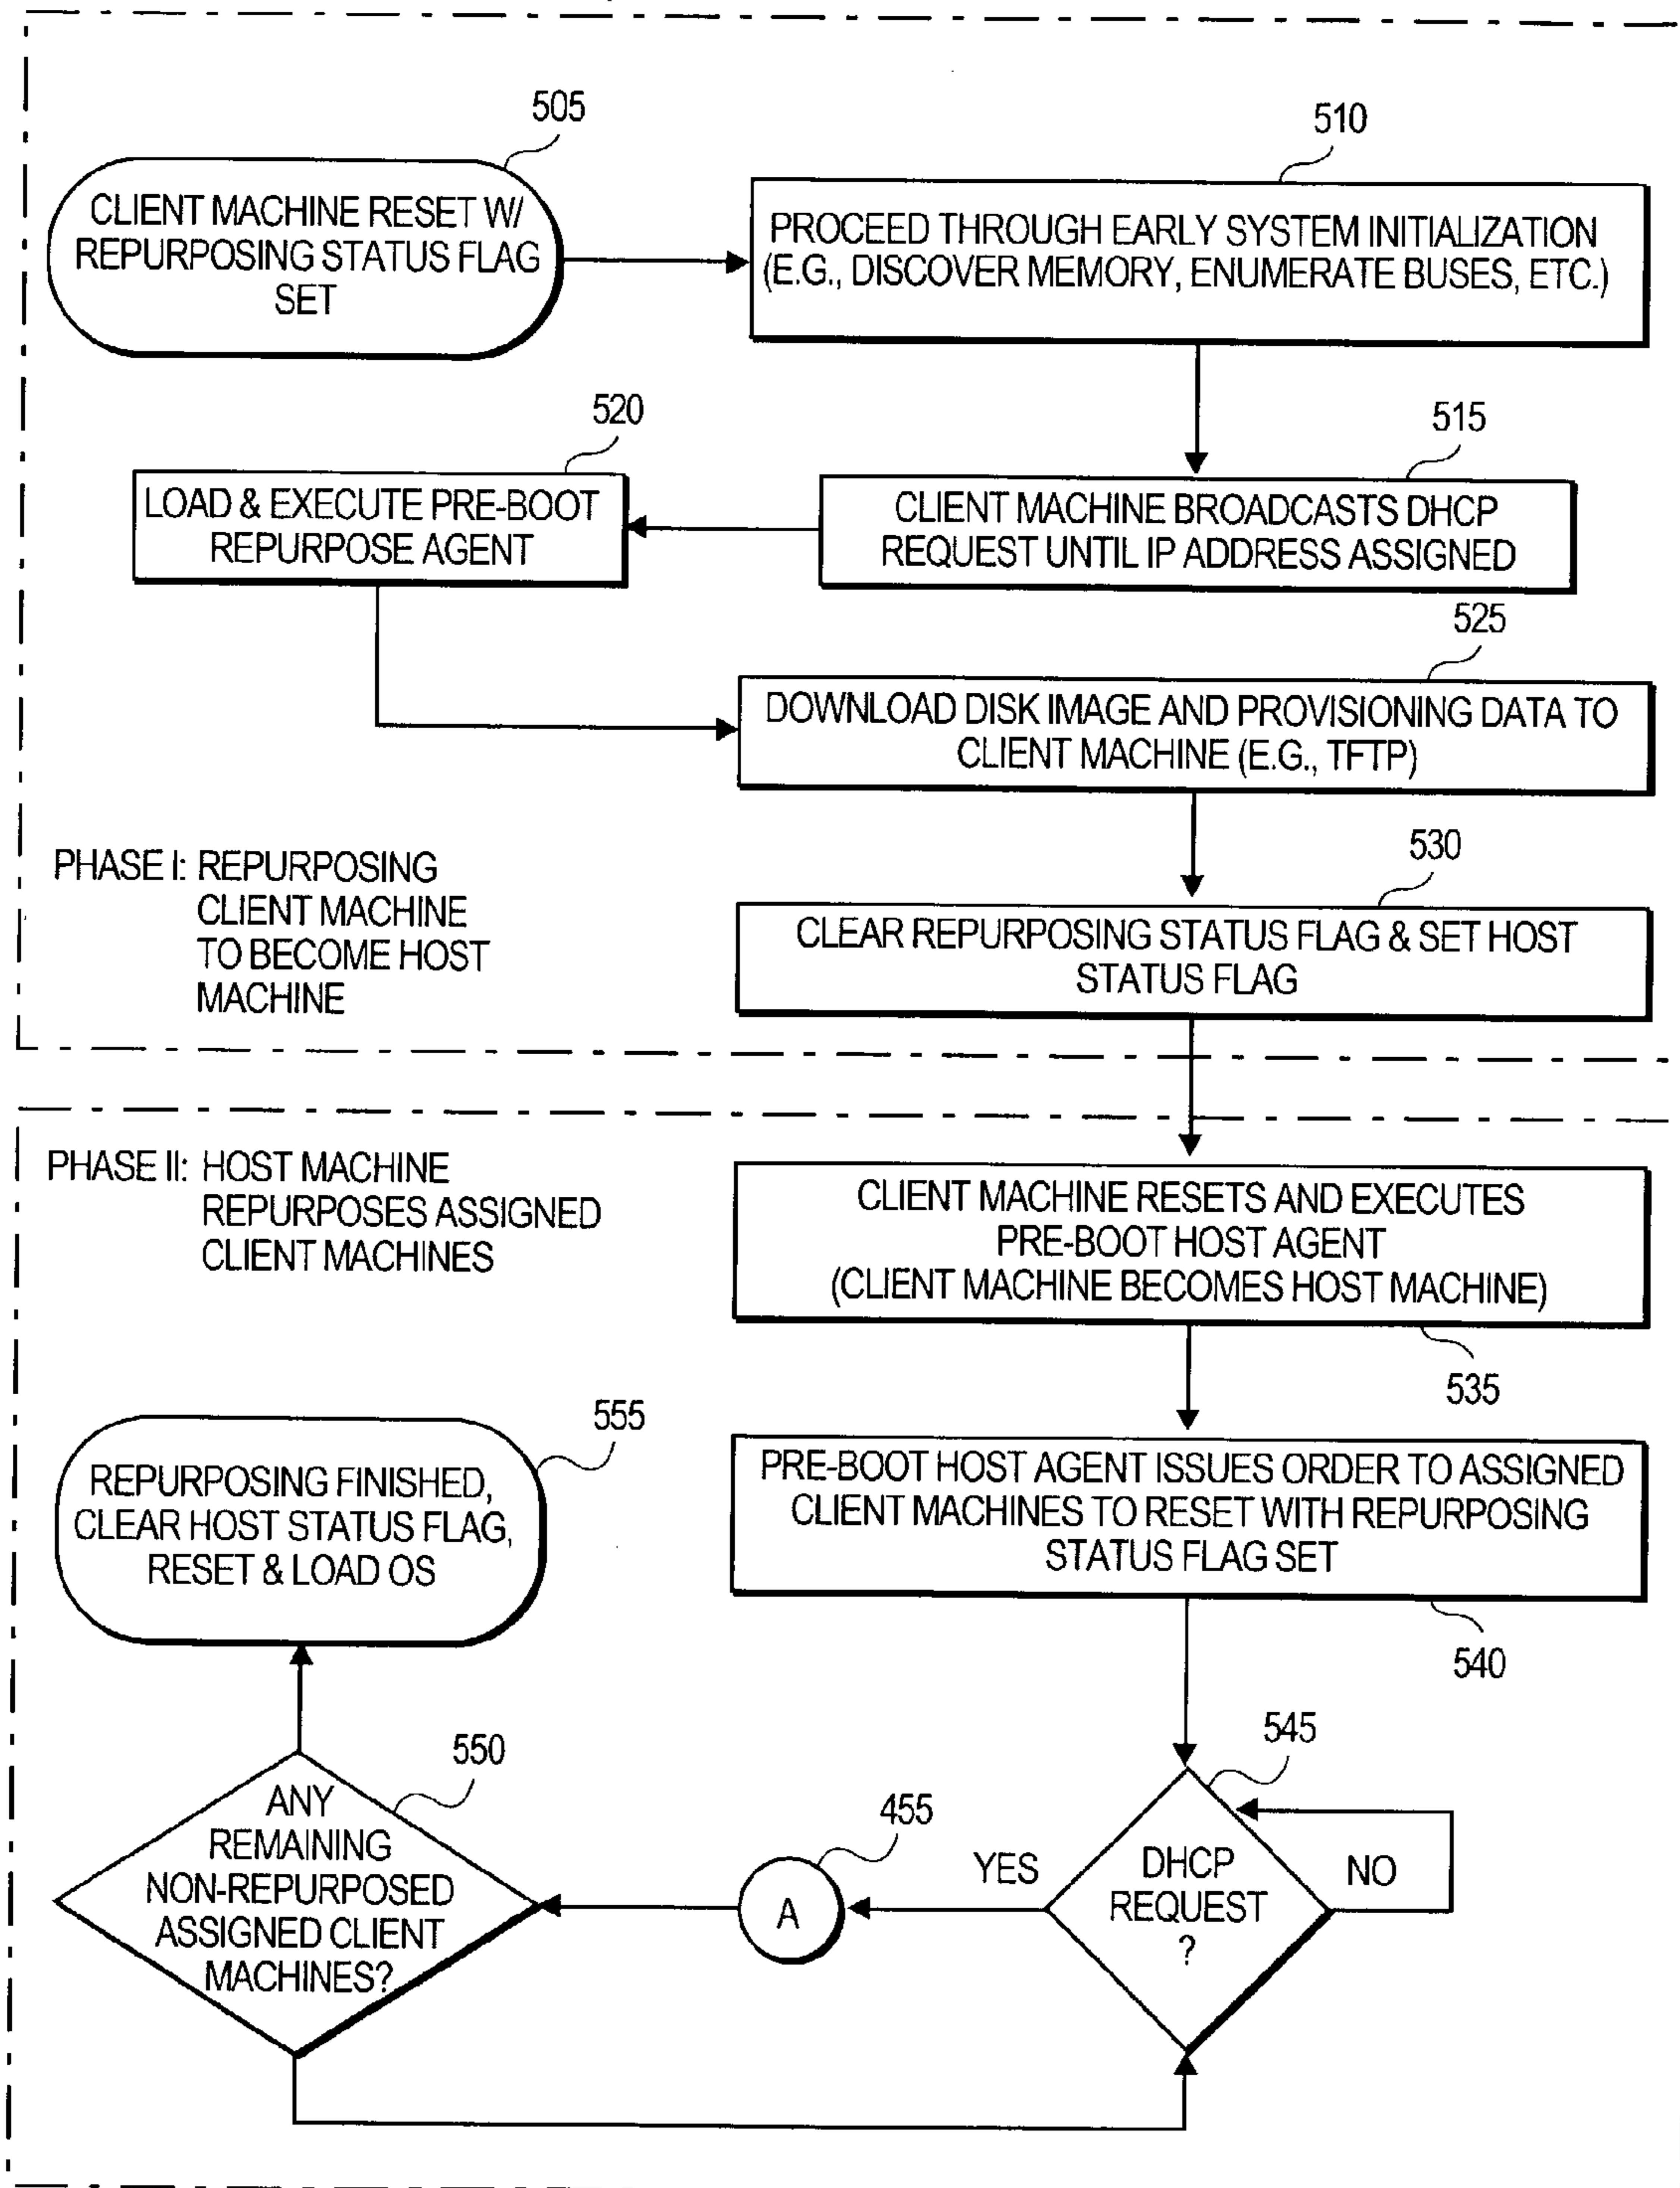 505
CLIENT MACHINE RESET W/
REPURPOSING STATUS FLAG
SET
510
PROCEED THROUGH EARLY SYSTEM INITIALIZATION
(E.G., DISCOVER MEMORY, ENUMERATE BUSES, ETC.)
515
CLIENT MACHINE BROADCASTS DHCP
REQUEST UNTIL IP ADDRESS ASSIGNED
520
LOAD & EXECUTE PRE-BOOT
REPURPOSE AGENT
525
DOWNLOAD DISK IMAGE AND PROVISIONING DATA TO
CLIENT MACHINE (E.G., TFTP)
530
CLEAR REPURPOSING STATUS FLAG & SET HOST
STATUS FLAG
PHASE I: REPURPOSING
CLIENT MACHINE
TO BECOME HOST
MACHINE
PHASE II: HOST MACHINE
REPURPOSES ASSIGNED
CLIENT MACHINES
CLIENT MACHINE RESETS AND EXECUTES
PRE-BOOT HOST AGENT
(CLIENT MACHINE BECOMES HOST MACHINE)
535
PRE-BOOT HOST AGENT ISSUES ORDER TO ASSIGNED
CLIENT MACHINES TO RESET WITH REPURPOSING
STATUS FLAG SET
540
545
DHCP
REQUEST
?
NO
YES
455
A
550
ANY
REMAINING
NON-REPURPOSED
ASSIGNED CLIENT
MACHINES?
555
REPURPOSING FINISHED,
CLEAR HOST STATUS FLAG,
RESET & LOAD OS